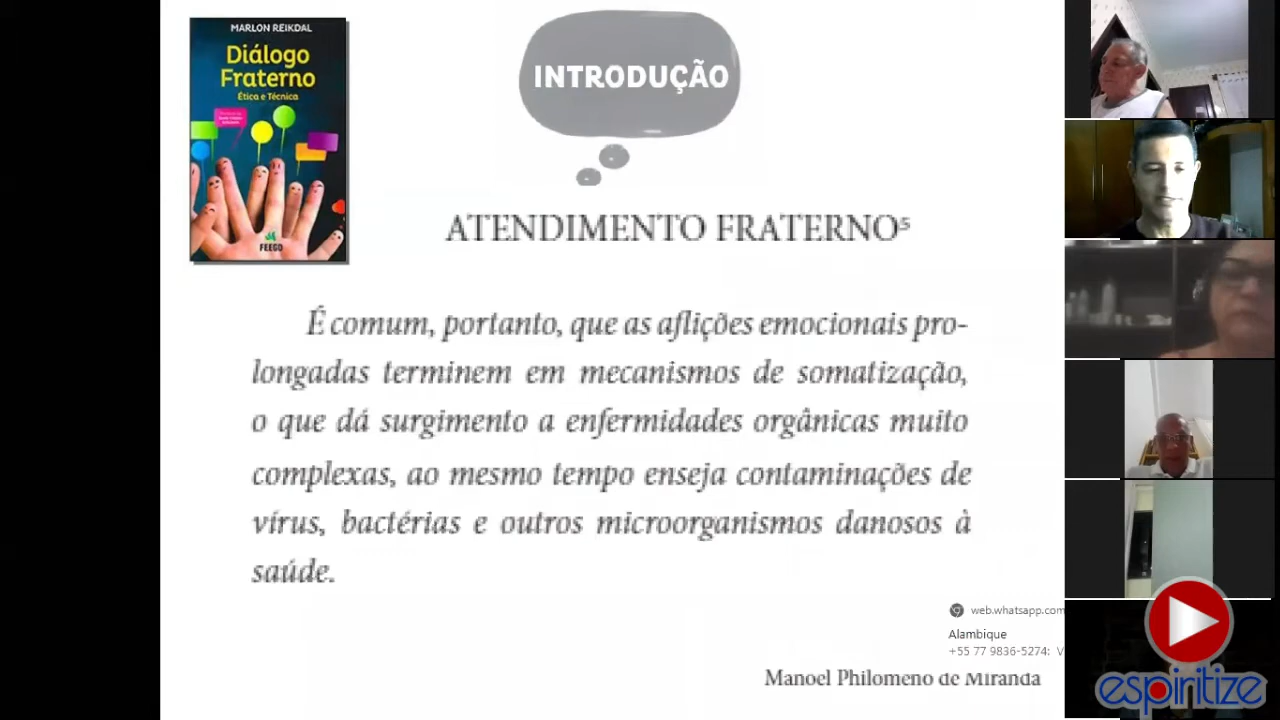 MARLON REIKDAL
Diálogo
Fraterno
Ética e Técnica
FEEGO
INTRODUÇÃO
ATENDIMENTO FRATERNO⁵
É comum, portanto, que as aflições emocionais pro-
longadas terminem em mecanismos de somatização,
o que dá surgimento a enfermidades orgânicas muito
complexas, ao mesmo tempo enseja contaminações de
vírus, bactérias e outros microorganismos danosos à
saúde.
web.whatsapp.com
Alambique
+55 77 9836-5274: V
Manoel Philomeno de Miranda
espiritize